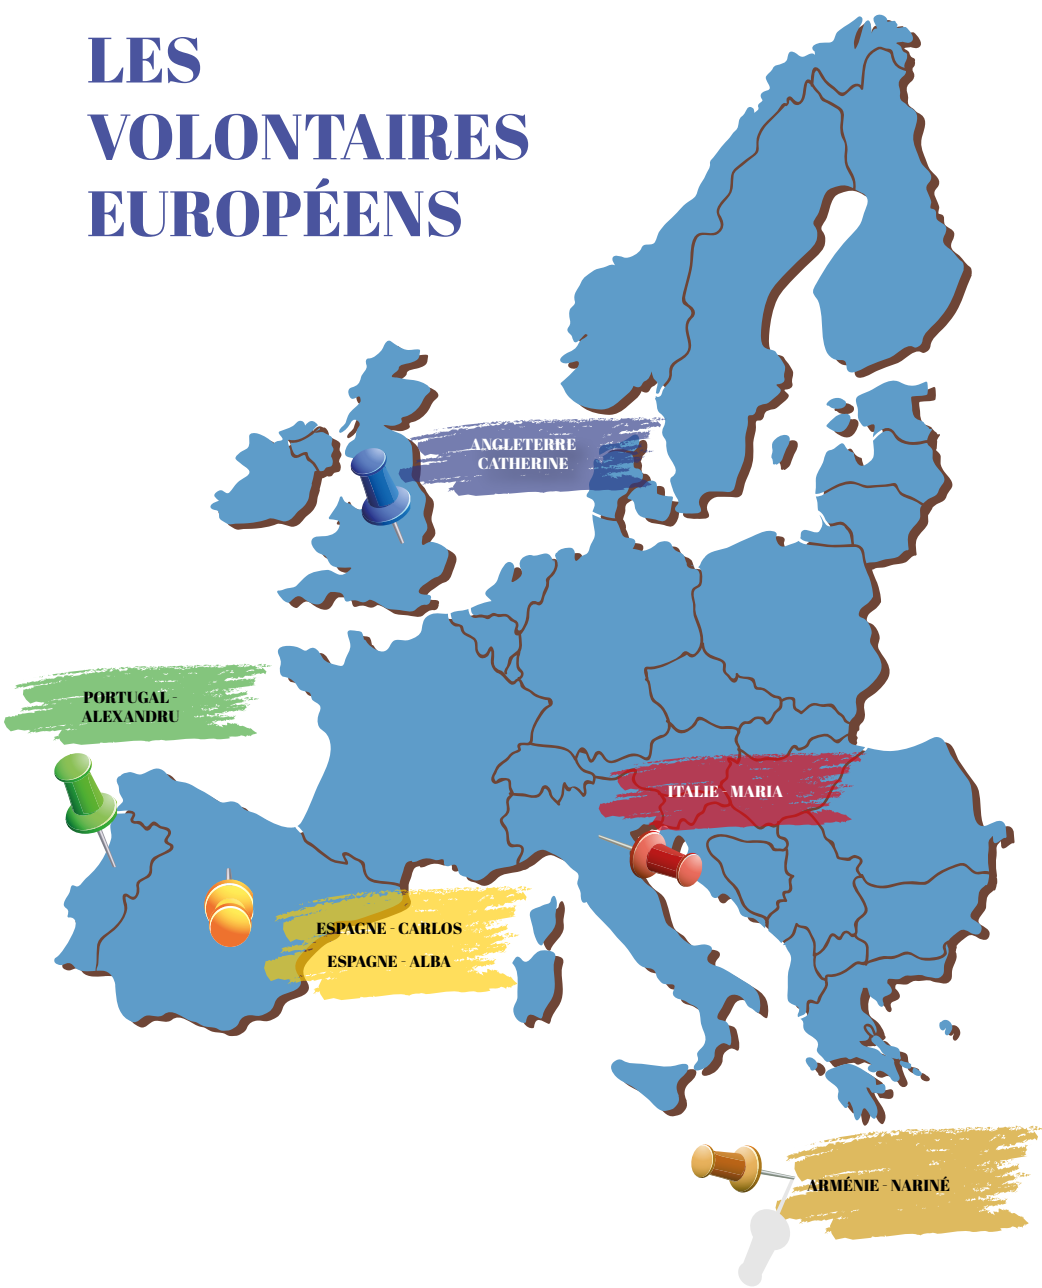 LES
VOLONTAIRES
EUROPÉENS
ANGLETERRE
CATHERINE
PORTUGAL -
ALEXANDRU
ITALIE - MARIA
ESPAGNE - CARLOS
ESPAGNE - ALBA
ARMÉNIE - NARINÉ